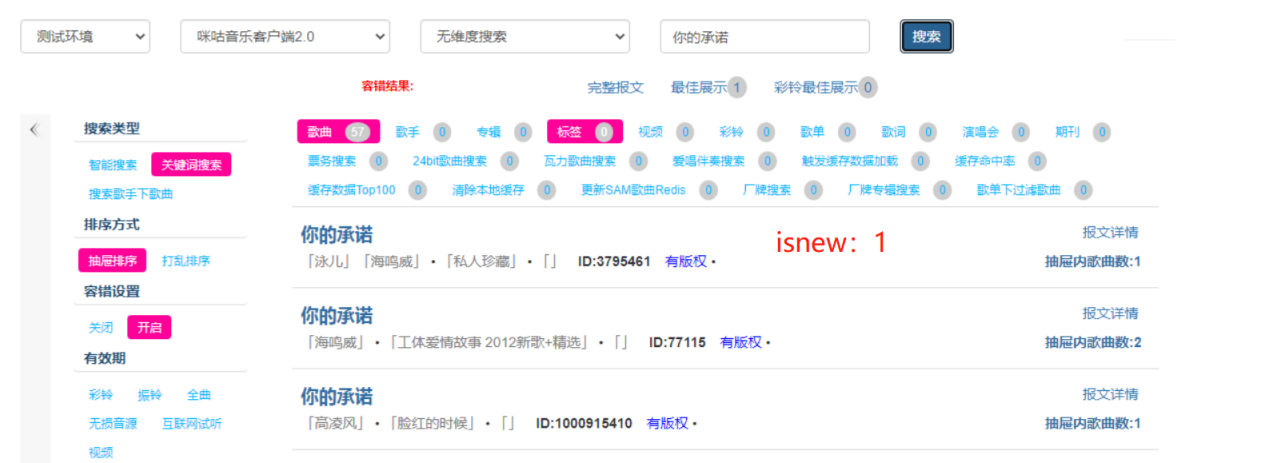 测试环境 咪咕音乐客户端2.0 无维度搜索 你的承诺 搜索
容错结果: 完整报文 最佳展示 1 彩铃最佳展示 0
搜索类型
智能搜索 关键词搜索
搜索歌手下歌曲
排序方式
抽屉排序 打乱排序
容错设置
关闭 开启
有效期
彩铃 振铃 全曲
无损音源 互联网试听
视频
歌曲 57 歌手 0 专辑 0 标签 0 视频 0 彩铃 0 歌单 0 歌词 0 演唱会 0 期刊 0
票务搜索 0 24bit歌曲搜索 0 瓦力歌曲搜索 0 爱唱伴奏搜索 0 触发缓存数据加载 0 缓存命中率 0
缓存数据Top100 0 清除本地缓存 0 更新SAM歌曲Redis 0 厂牌搜索 0 厂牌专辑搜索 0 歌单下过滤歌曲 0
你的承诺 isnew：1 报文详情
「泳儿」「海鸣威」•「私人珍藏」•「」 ID:3795461 有版权 • 抽屉内歌曲数:1
你的承诺 报文详情
「海鸣威」•「工体爱情故事 2012新歌+精选」•「」 ID:77115 有版权 • 抽屉内歌曲数:2
你的承诺 报文详情
「高凌风」•「脸红的时候」•「」 ID:1000915410 有版权 • 抽屉内歌曲数:1